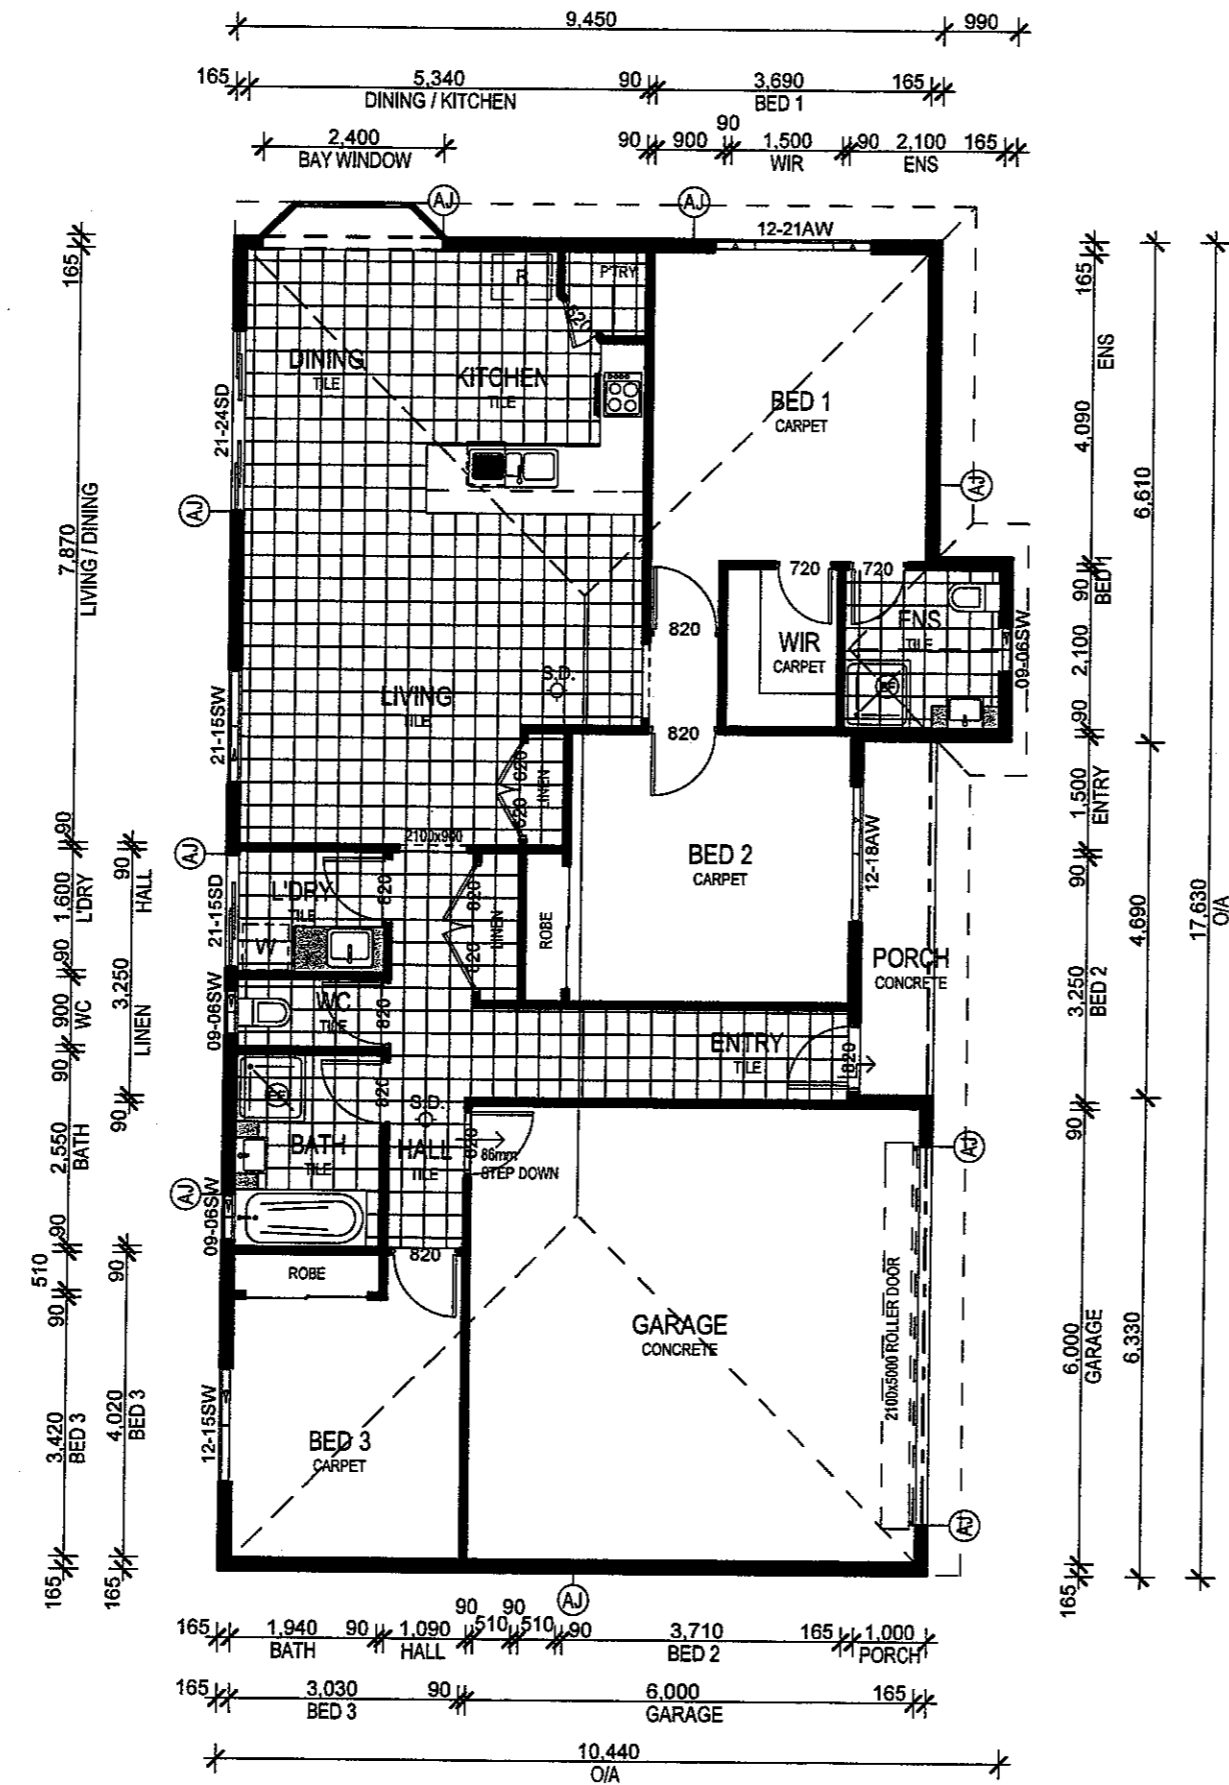 9,450 990
165 5,340 90 3,690 165
DINING / KITCHEN BED 1
90
2,400 90 900 1,500 90 2,100 165
BAY WINDOW WIR ENS
AJ AJ
12-21AW
165 R P'TRY 165
620
DINING KITCHEN
TILE TILE
BED 1
CARPET
ENS
4,090
21-24SD
6,610
AJ AJ
7,870
LIVING / DINING
720 720
90
BED 1
820 WIR ENS
CARPET TILE
2,100
09-06SW
S.D.
LIVING
TILE
21-15SW
820 90
620 LINEN
620
1,500
ENTRY
90 2100x900
AJ 90
HALL
BED 2
CARPET
12-18AW
90
1,600
L'DRY
L'DRY
TILE
820 820 LINEN ROBE
21-15SD
W
820
4,690
17,630
O/A
90 3,250
LINEN
PORCH
CONCRETE
3,250
BED 2
900
WC
09-06SW
WC
TILE
820
ENTRY
TILE
820
90
90
820
S.D.
90
2,550
BATH
BATH
TILE
HALL
TILE
820
86mm
STEP DOWN
AJ
AJ
09-06SW
90
820
510 90 ROBE
90
GARAGE
CONCRETE
2100x5000 ROLLER DOOR
6,000
GARAGE
6,330
3,420
BED 3
4,020
BED 3
12-15SW
BED 3
CARPET
AJ
165 165 165
AJ
90 90
165 1,940 90 1,090 510 510 90 3,710 165 1,000
BATH HALL BED 2 PORCH
165 3,030 90 6,000 165
BED 3 GARAGE
10,440
O/A